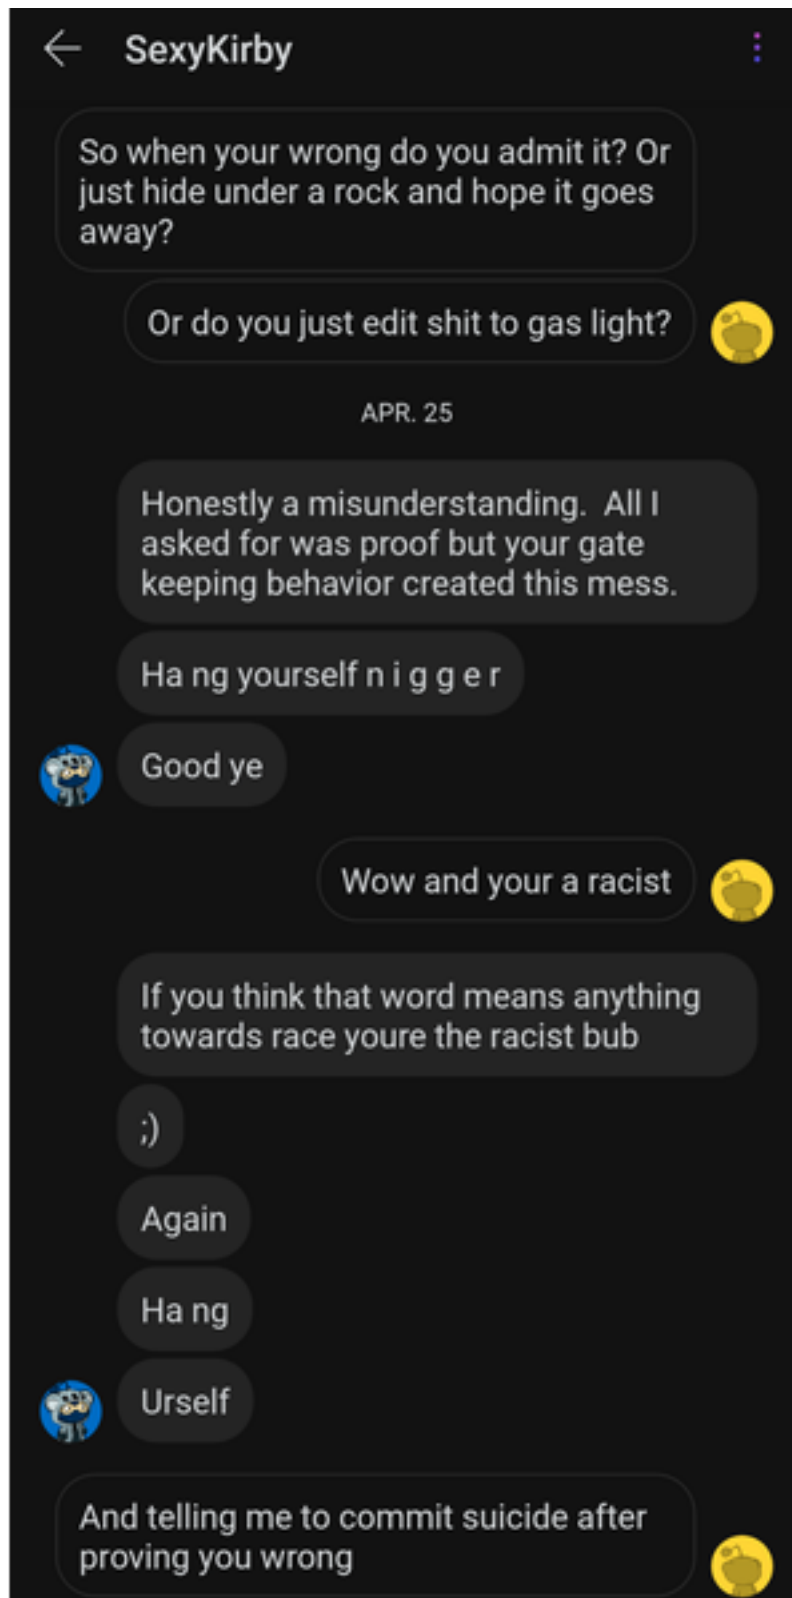 SexyKirby
So when your wrong do you admit it? Or
just hide under a rock and hope it goes
away?
Or do you just edit shit to gas light?
APR. 25
Honestly a misunderstanding.  All I
asked for was proof but your gate
keeping behavior created this mess.
Ha ng yourself n i g g e r
Good ye
Wow and your a racist
If you think that word means anything
towards race youre the racist bub
;)
Again
Ha ng
Urself
And telling me to commit suicide after
proving you wrong